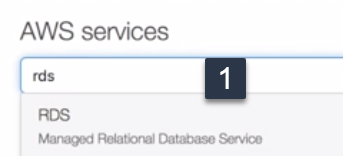 AWS services
rds
1
RDS
Managed Relational Database Service